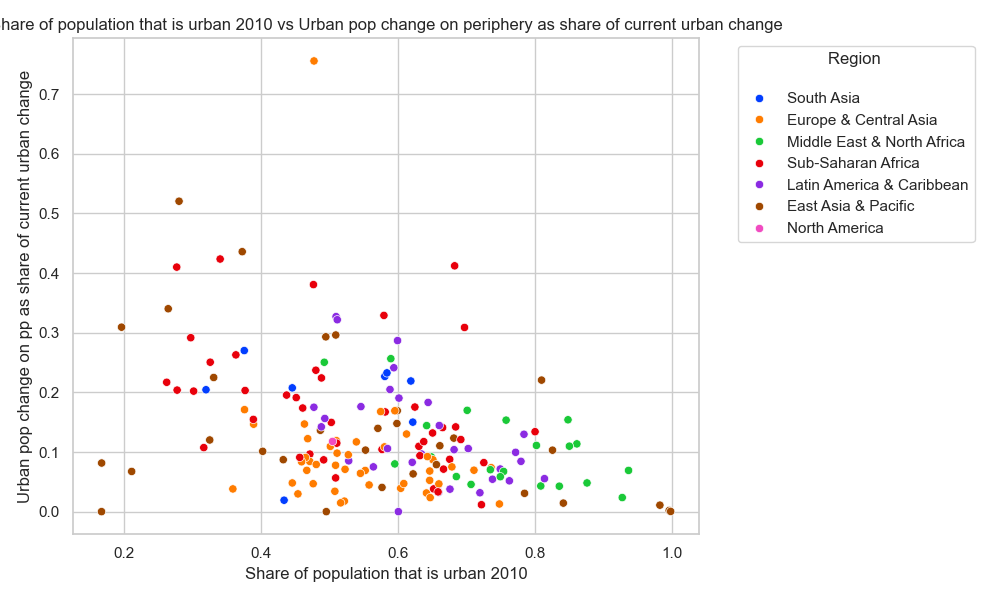 hare of population that is urban 2010 vs Urban pop change on periphery as share of current urban change
Urban pop change on pp as share of current urban change
0.7
0.6
0.5
0.4
0.3
0.2
0.1
0.0
0.2
0.4
0.6
0.8
1.0
Share of population that is urban 2010
Region
South Asia
Europe & Central Asia
Middle East & North Africa
Sub-Saharan Africa
Latin America & Caribbean
East Asia & Pacific
North America